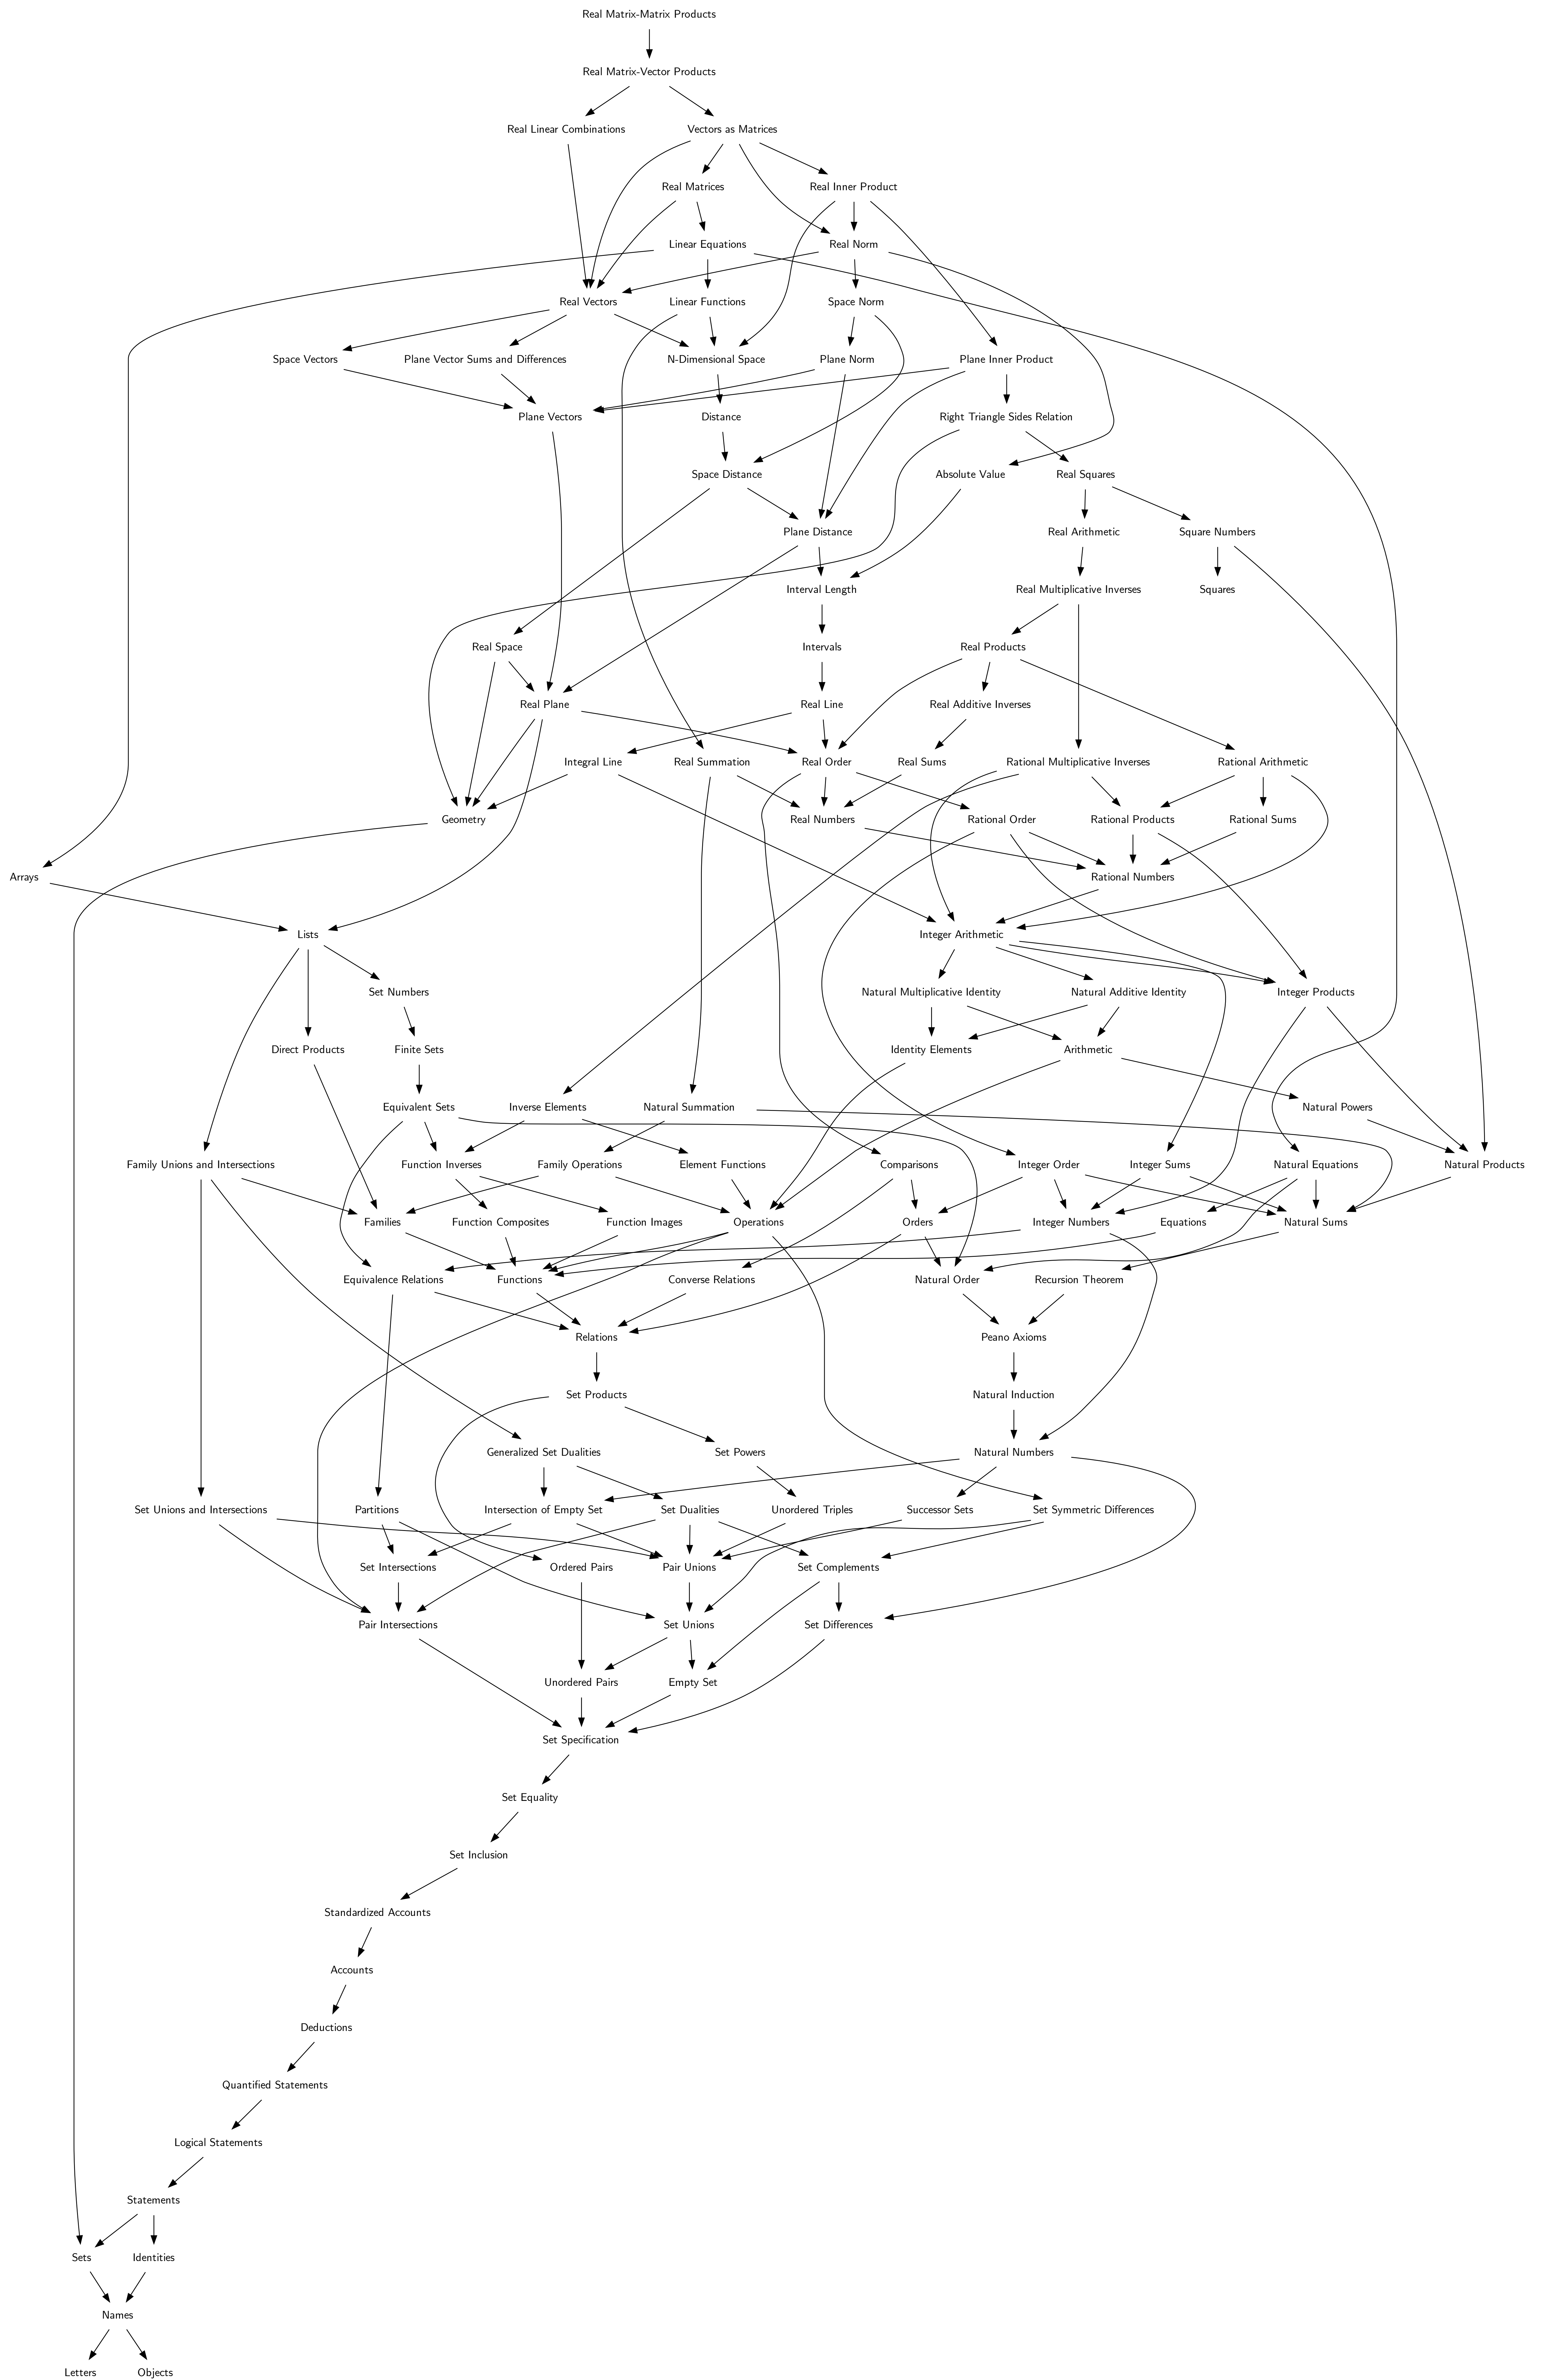 Real Matrix-Matrix Products
Real Matrix-Vector Products
Real Linear Combinations
Vectors as Matrices
Real Matrices
Real Inner Product
Linear Equations
Real Norm
Real Vectors
Linear Functions
Space Norm
Space Vectors
Plane Vector Sums and Differences
N-Dimensional Space
Plane Norm
Plane Inner Product
Plane Vectors
Distance
Right Triangle Sides Relation
Space Distance
Absolute Value
Real Squares
Plane Distance
Real Arithmetic
Square Numbers
Interval Length
Real Multiplicative Inverses
Squares
Real Space
Intervals
Real Products
Real Plane
Real Line
Real Additive Inverses
Integral Line
Real Summation
Real Order
Real Sums
Rational Multiplicative Inverses
Rational Arithmetic
Geometry
Real Numbers
Rational Order
Rational Products
Rational Sums
Arrays
Rational Numbers
Lists
Integer Arithmetic
Set Numbers
Natural Multiplicative Identity
Natural Additive Identity
Integer Products
Direct Products
Finite Sets
Identity Elements
Arithmetic
Equivalent Sets
Inverse Elements
Natural Summation
Natural Powers
Family Unions and Intersections
Function Inverses
Family Operations
Element Functions
Comparisons
Integer Order
Integer Sums
Natural Equations
Natural Products
Families
Function Composites
Function Images
Operations
Orders
Integer Numbers
Equations
Natural Sums
Equivalence Relations
Functions
Converse Relations
Natural Order
Recursion Theorem
Relations
Peano Axioms
Set Products
Natural Induction
Generalized Set Dualities
Set Powers
Natural Numbers
Set Unions and Intersections
Partitions
Intersection of Empty Set
Set Dualities
Unordered Triples
Successor Sets
Set Symmetric Differences
Set Intersections
Ordered Pairs
Pair Unions
Set Complements
Pair Intersections
Set Unions
Set Differences
Unordered Pairs
Empty Set
Set Specification
Set Equality
Set Inclusion
Standardized Accounts
Accounts
Deductions
Quantified Statements
Logical Statements
Statements
Sets
Identities
Names
Letters
Objects